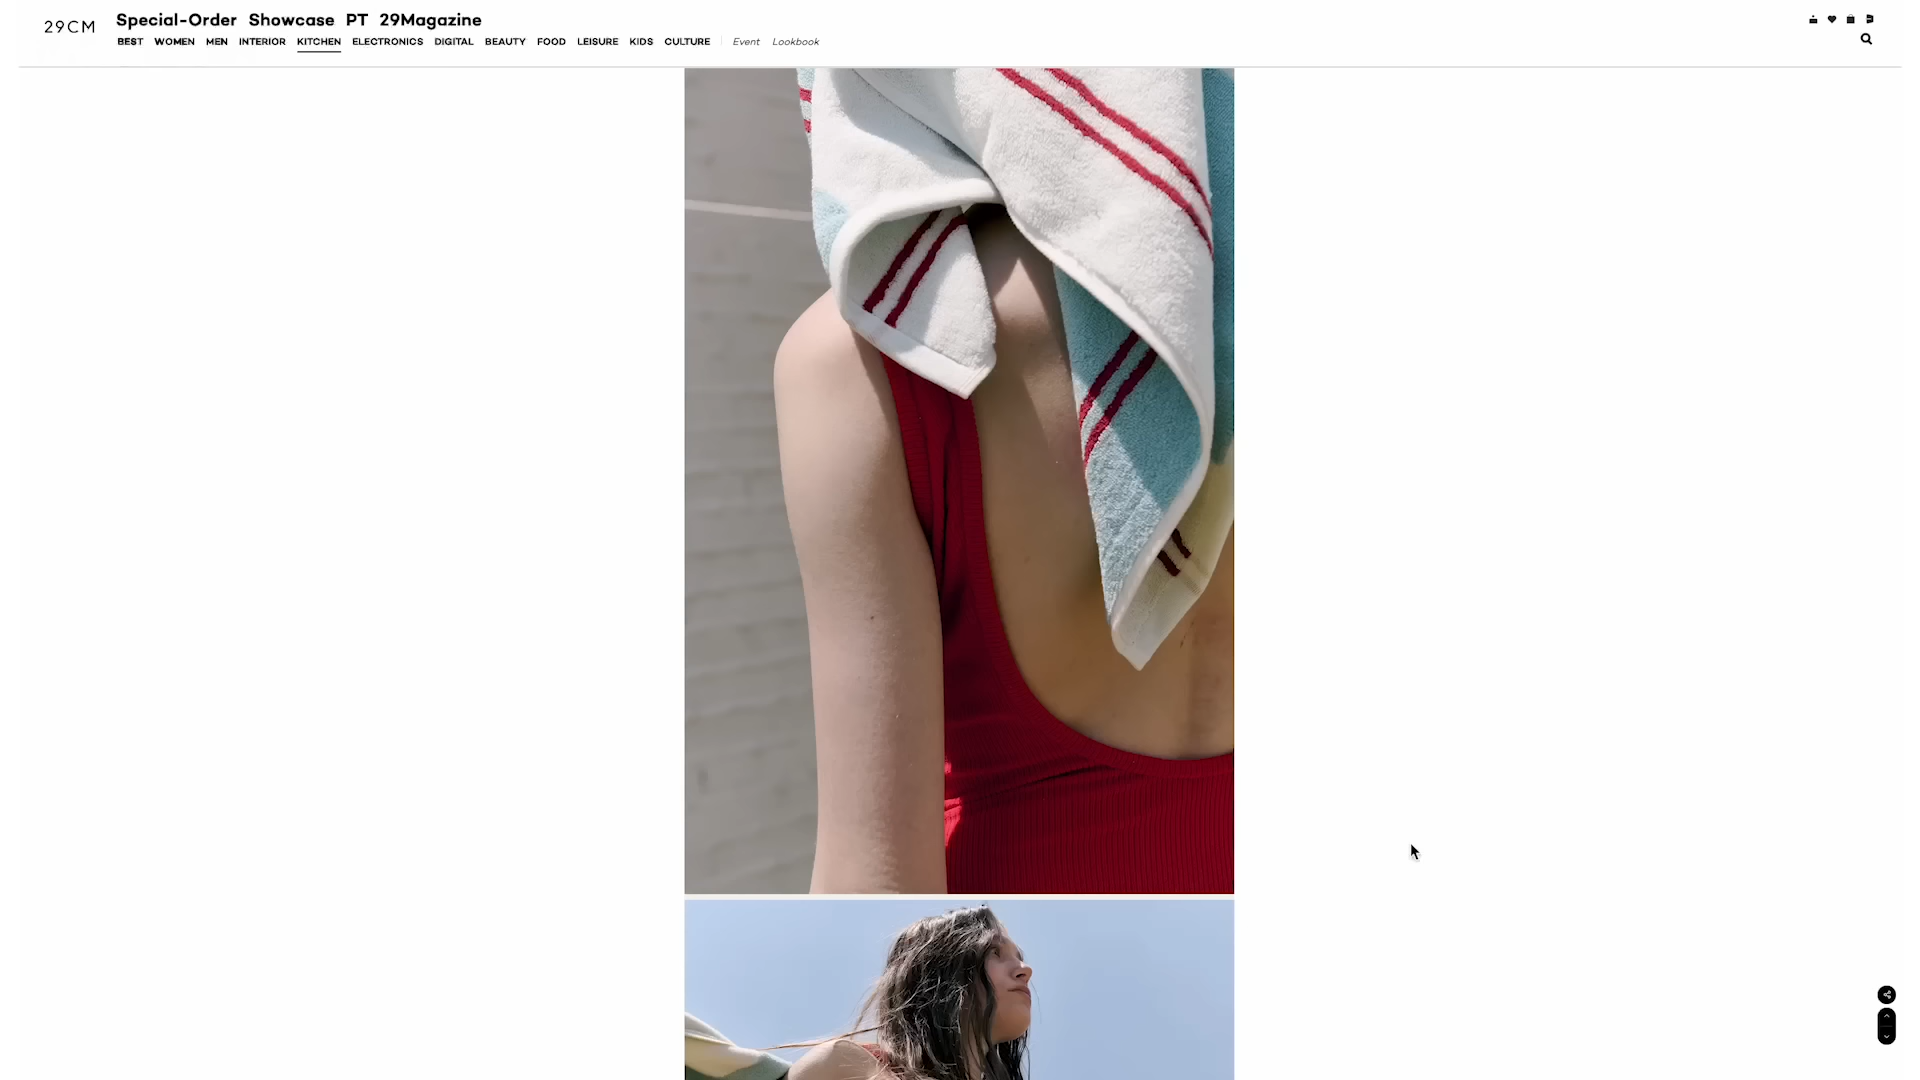 29CM
Special-Order Showcase PT 29Magazine
BEST WOMEN MEN INTERIOR KITCHEN ELECTRONICS DIGITAL BEAUTY FOOD LEISURE KIDS CULTURE Event Lookbook